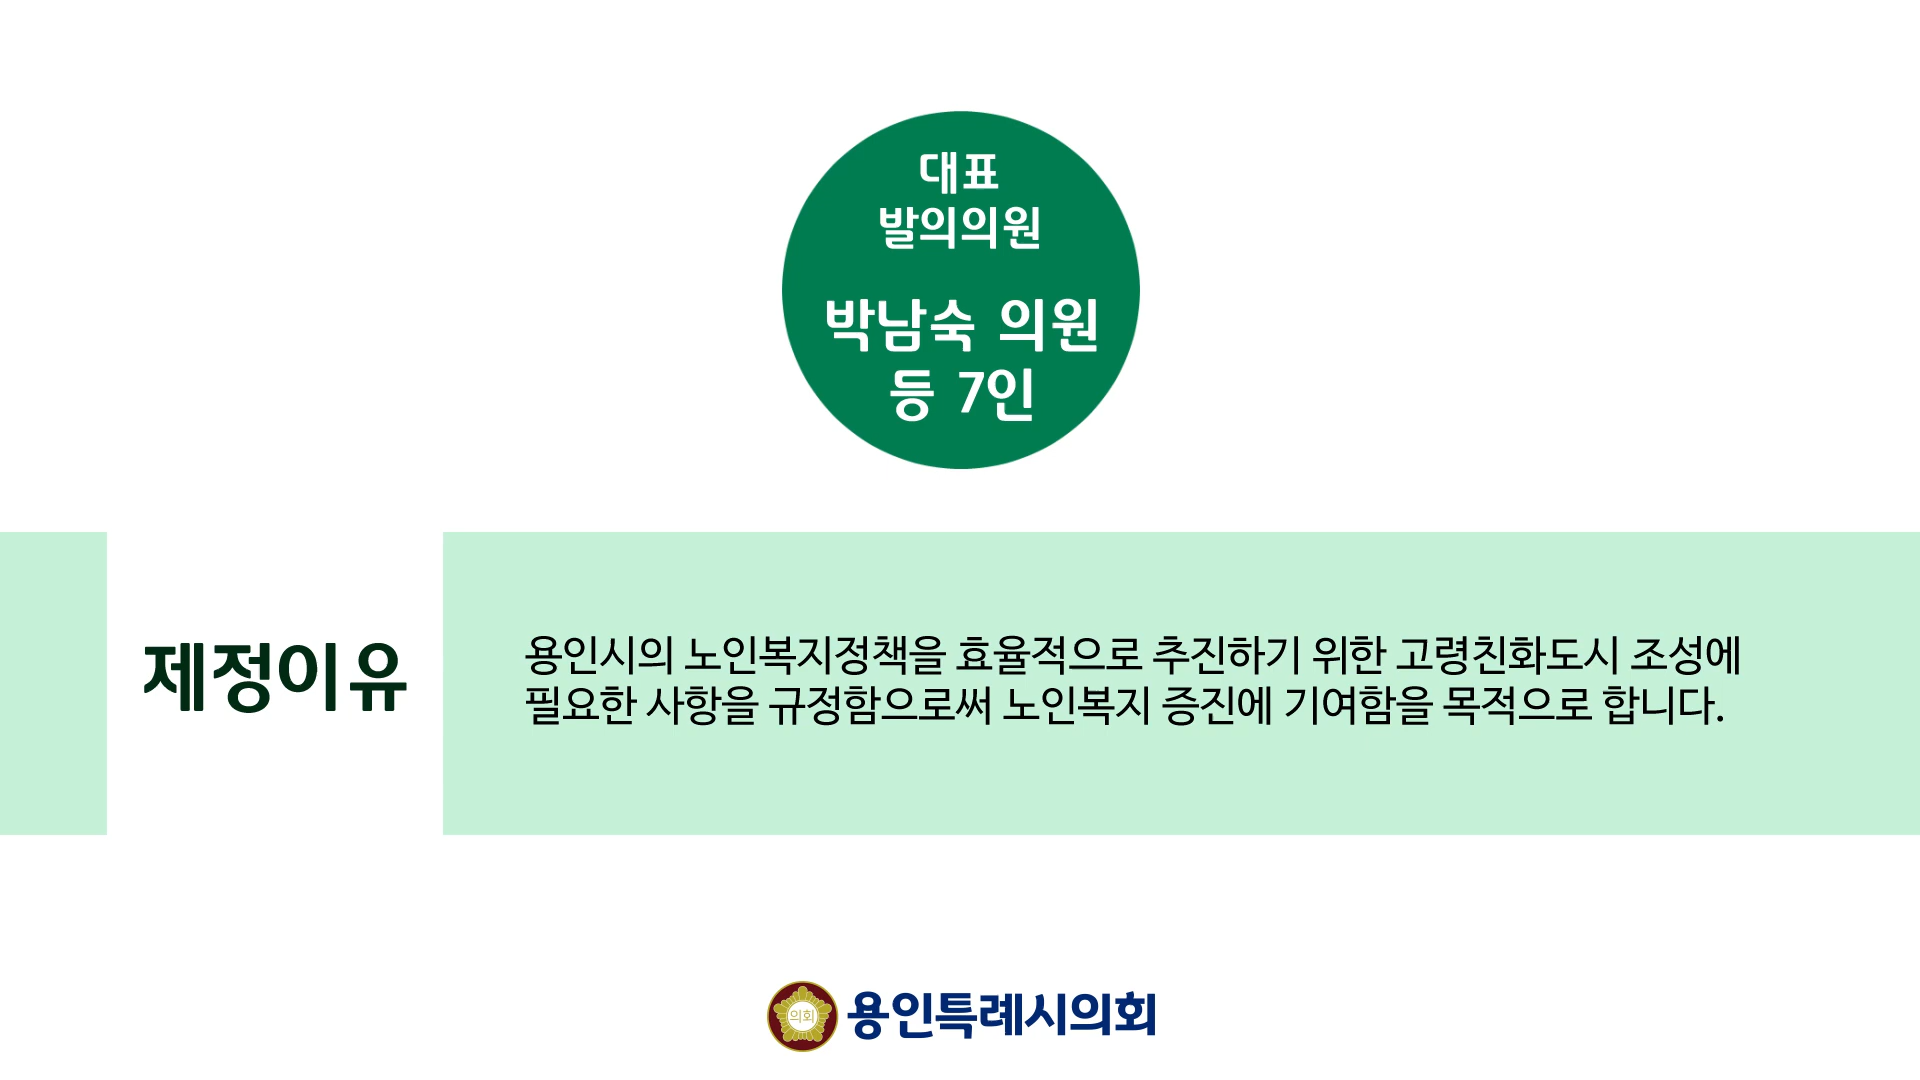 대표
발의의원
박남숙 의원
등 7인
제정이유
용인시의 노인복지정책을 효율적으로 추진하기 위한 고령친화도시 조성에
필요한 사항을 규정함으로써 노인복지 증진에 기여함을 목적으로 합니다.
의회
용인특례시의회